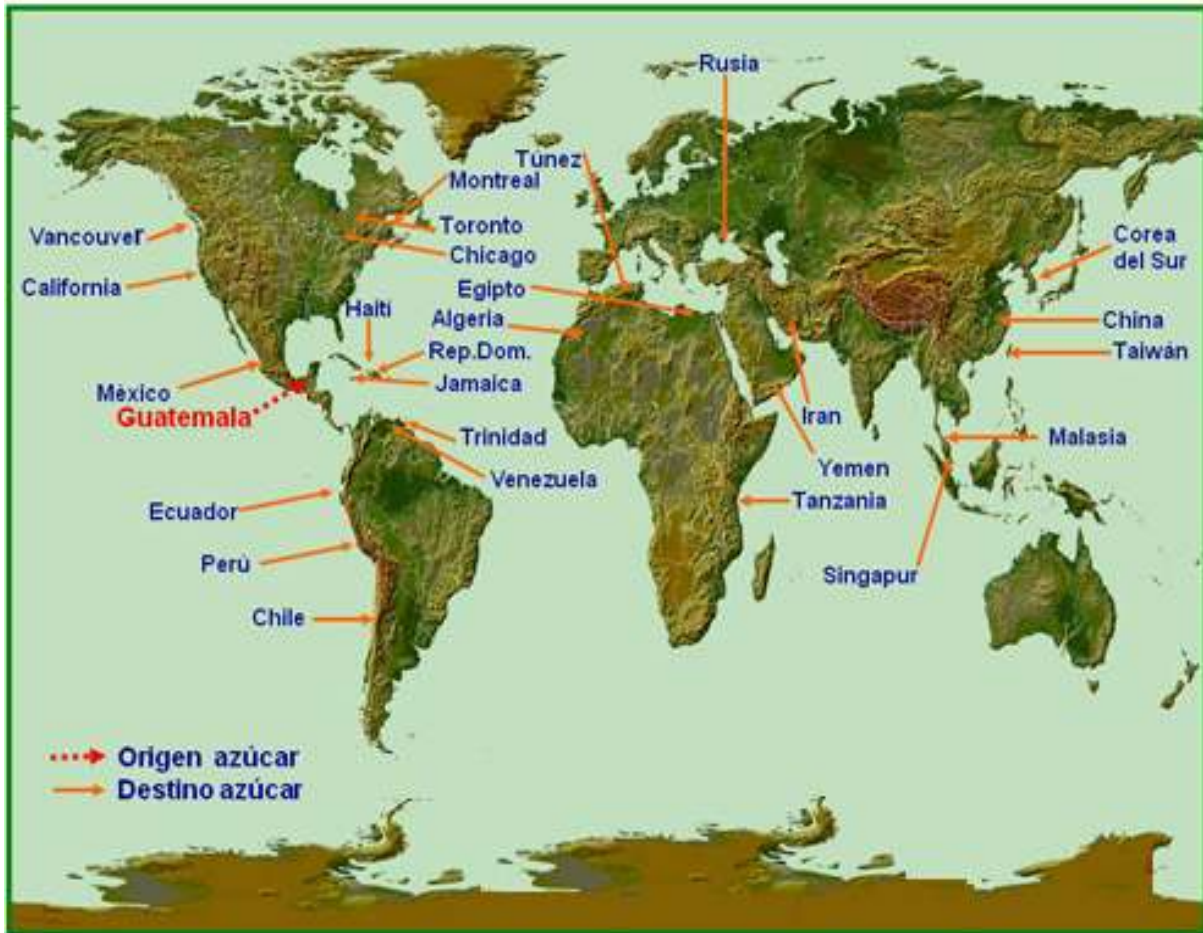 Rusia
Túnez
Montreal
Toronto
Chicago
Vancouver
California
Corea
del Sur
Egipto
Haití
Algeria
Rep.Dom.
Jamaica
China
Taiwán
Mèxico
Guatemala
Iran
Trinidad
Malasia
Venezuela
Yemen
Ecuador
Tanzania
Perú
Singapur
Chile
Origen azúcar
Destino azúcar